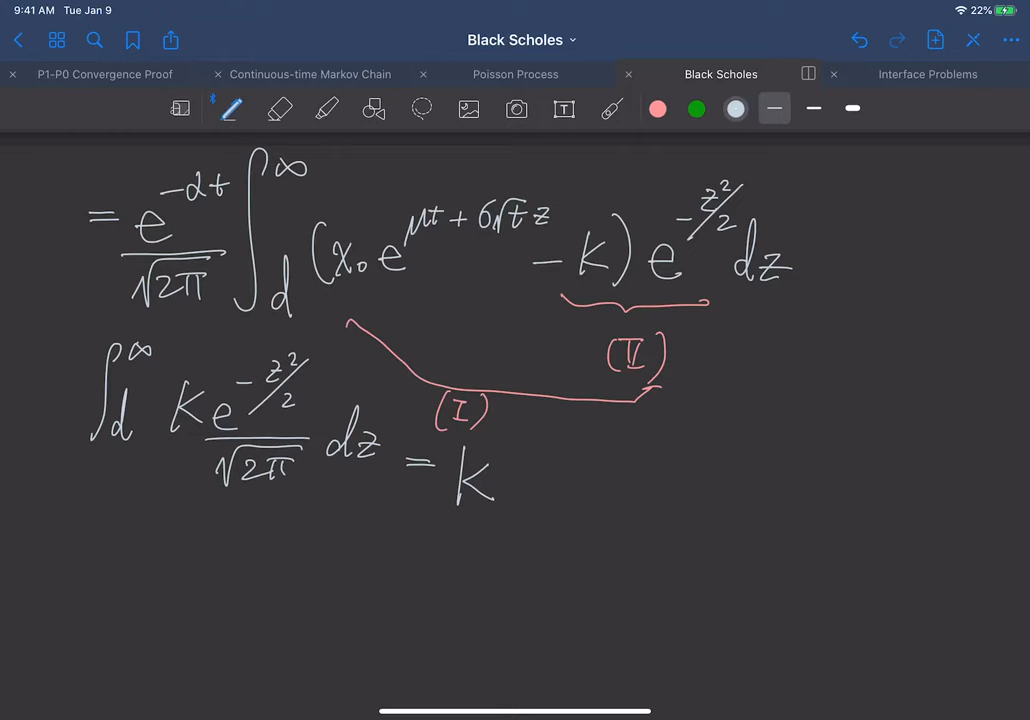 9:41 AM Tue Jan 9 22%
Black Scholes
P1-P0 Convergence Proof Continuous-time Markov Chain Poisson Process Black Scholes Interface Problems
= e^{-αt}/√2π ∫_d^∞ (x₀ e^{μt + σ√t z} - K) e^{-z²/2} dz
(II)
(I)
∫_d^∞ K e^{-z²/2}/√2π dz = K